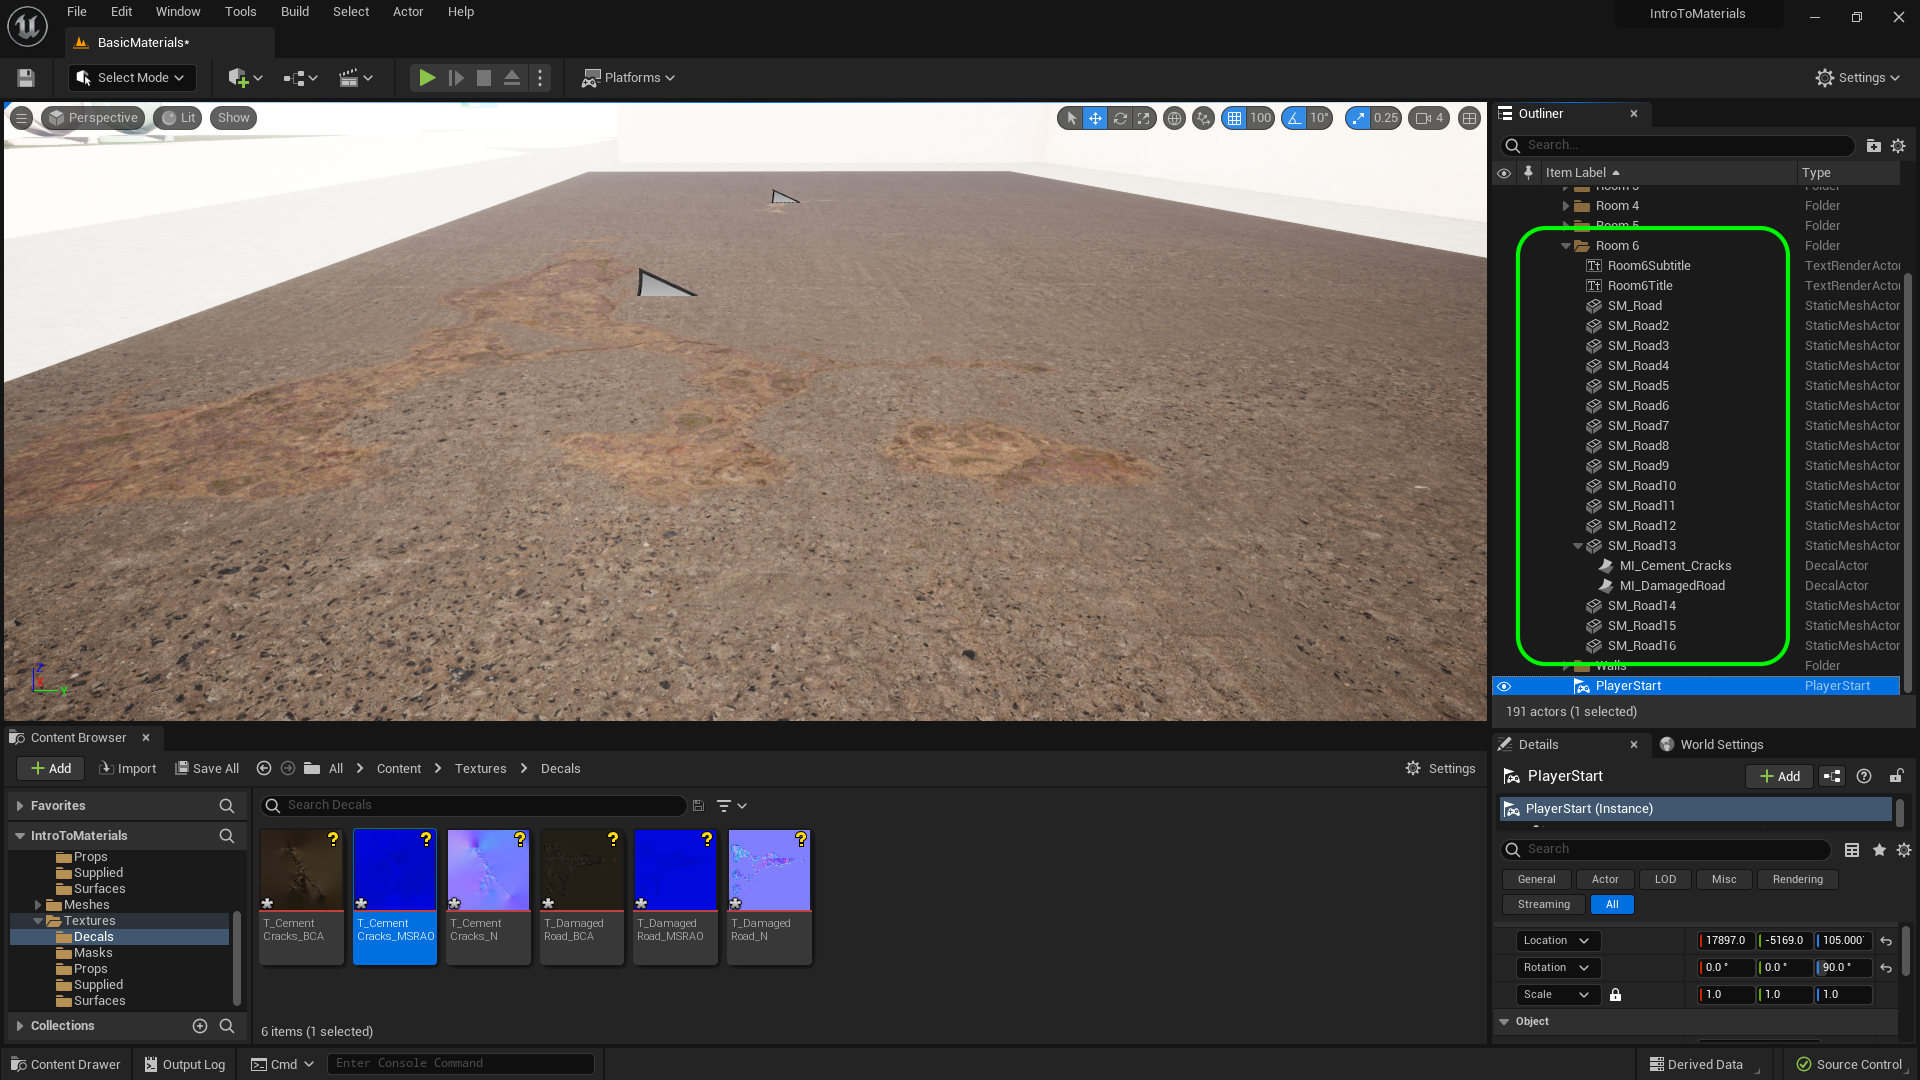 File Edit Window Tools Build Select Actor Help
IntroToMaterials
BasicMaterials*
Select Mode
Platforms
Settings
Perspective Lit Show
100 10° 0.25 4
Outliner
Search...
Item Label Type
Room 3 Folder
Room 4 Folder
Room 5 Folder
Room 6 Folder
Room6Subtitle TextRenderActo
Room6Title TextRenderActo
SM_Road StaticMeshActor
SM_Road2 StaticMeshActor
SM_Road3 StaticMeshActor
SM_Road4 StaticMeshActor
SM_Road5 StaticMeshActor
SM_Road6 StaticMeshActor
SM_Road7 StaticMeshActor
SM_Road8 StaticMeshActor
SM_Road9 StaticMeshActor
SM_Road10 StaticMeshActor
SM_Road11 StaticMeshActor
SM_Road12 StaticMeshActor
SM_Road13 StaticMeshActor
MI_Cement_Cracks DecalActor
MI_DamagedRoad DecalActor
SM_Road14 StaticMeshActor
SM_Road15 StaticMeshActor
SM_Road16 StaticMeshActor
Walls Folder
PlayerStart PlayerStart
191 actors (1 selected)
Z
X
Y
Content Browser
Add Import Save All All Content Textures Decals Settings
Favorites
Search Decals
IntroToMaterials
Props
Supplied
Surfaces
Meshes
Textures
Decals
Masks
Props
Supplied
Surfaces
Collections
T_Cement
Cracks_BCA
T_Cement
Cracks_MSRAO
T_Cement
Cracks_N
T_Damaged
Road_BCA
T_Damaged
Road_MSRAO
T_Damaged
Road_N
6 items (1 selected)
Details
World Settings
PlayerStart
Add
PlayerStart (Instance)
Search
General Actor LOD Misc Rendering
Streaming All
Location 17897.0 -5169.0 105.000
Rotation 0.0 ° 0.0 ° 90.0 °
Scale 1.0 1.0 1.0
Object
Content Drawer Output Log Cmd Enter Console Command
Derived Data Source Control